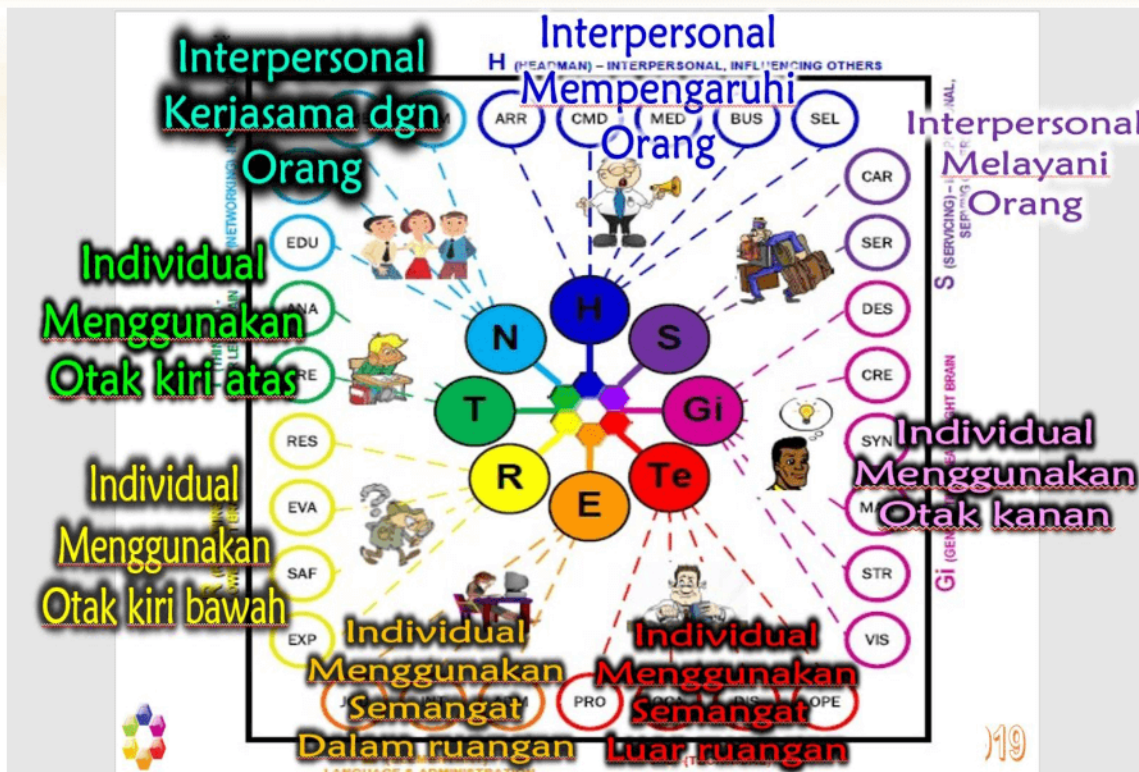 Interpersonal
Kerjasama dgn
Orang
Interpersonal
Mempengaruhi
Orang
H (HEADMAN) – INTERPERSONAL, INFLUENCING OTHERS
ARR
CMD
MED
BUS
SEL
Interpersonal
Melayani
Orang
CAR
SER
DES
CRE
SYN
STR
VIS
S (SERVICING) –
EDU
Individual
Menggunakan
Otak kiri atas
ANA
RES
EVA
SAF
EXP
Individual
Menggunakan
Otak kiri bawah
Individual
Menggunakan
Otak kanan
H
N
S
T
Gi
R
Te
E
Individual
Menggunakan
Semangat
Dalam ruangan
Individual
Menggunakan
Semangat
Luar ruangan
PRO
OPE
LANGUAGE & ADMINISTRATION